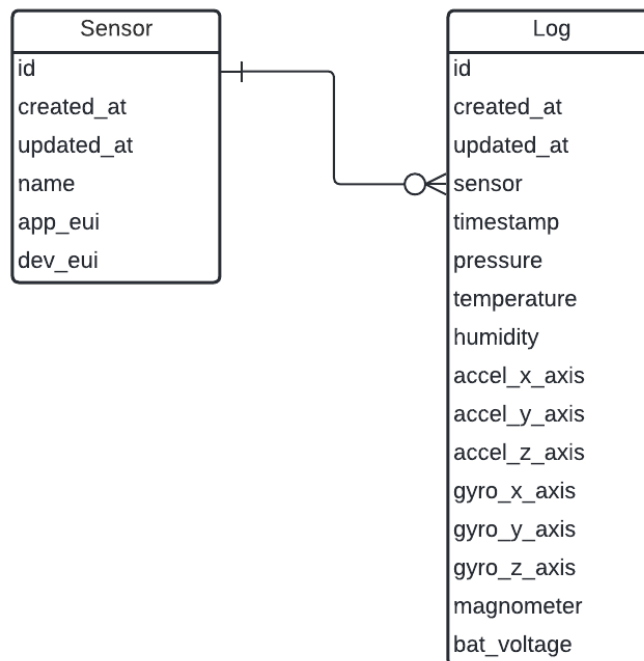 Sensor
id
created_at
updated_at
name
app_eui
dev_eui
Log
id
created_at
updated_at
sensor
timestamp
pressure
temperature
humidity
accel_x_axis
accel_y_axis
accel_z_axis
gyro_x_axis
gyro_y_axis
gyro_z_axis
magnometer
bat_voltage